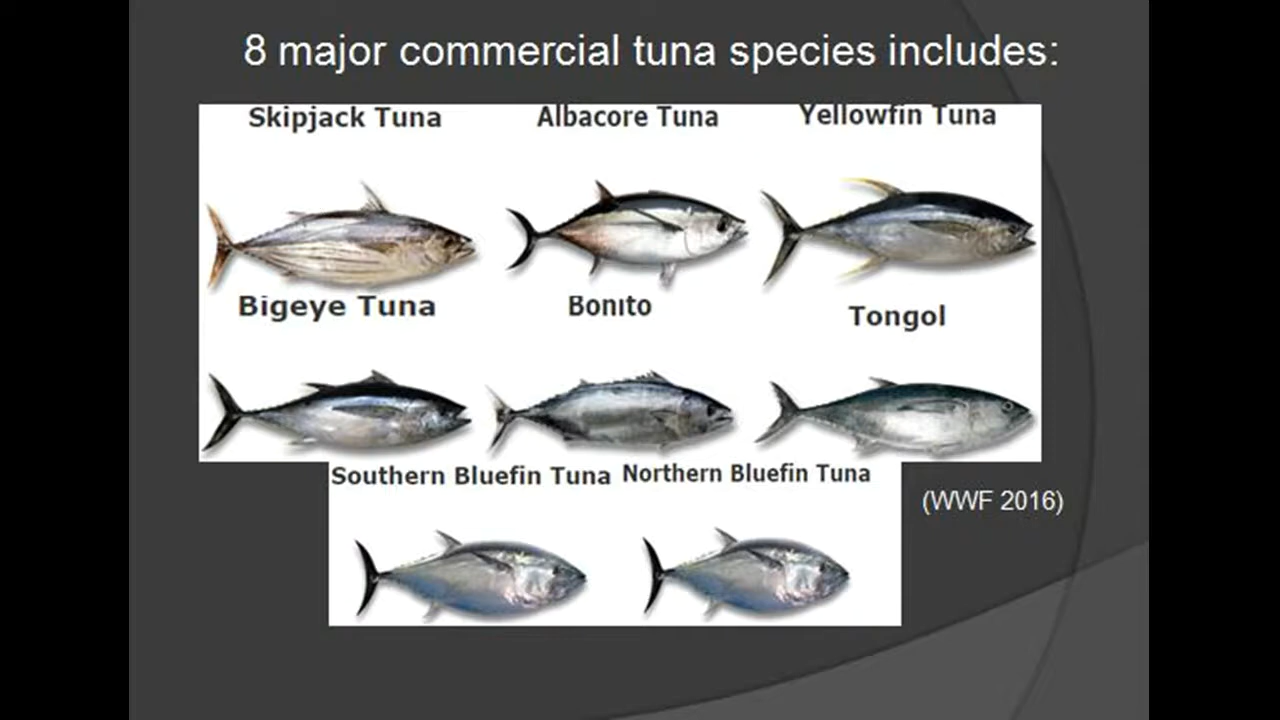 8 major commercial tuna species includes:
Skipjack Tuna Albacore Tuna Yellowfin Tuna
Bigeye Tuna Bonito Tongol
Southern Bluefin Tuna Northern Bluefin Tuna
(WWF 2016)